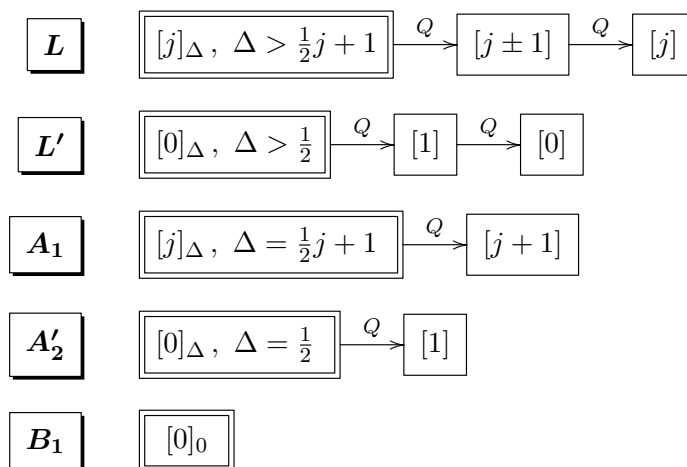 L [j]_Δ , Δ > ½j + 1 Q [j ± 1] Q [j]
L′ [0]_Δ , Δ > ½ Q [1] Q [0]
A₁ [j]_Δ , Δ = ½j + 1 Q [j + 1]
A′₂ [0]_Δ , Δ = ½ Q [1]
B₁ [0]₀